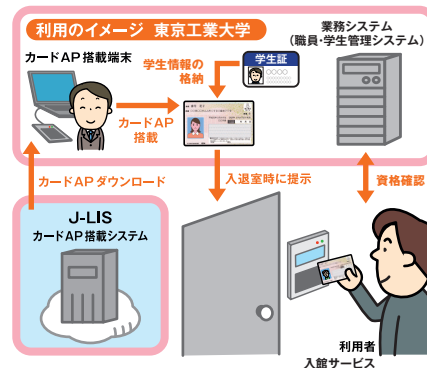 利用のイメージ 東京工業大学
カードAP搭載端末
学生情報の
格納
学生証
業務システム
(職員・学生管理システム)
カードAP
搭載
カードAPダウンロード
入退室時に提示
資格確認
J-LIS
カードAP搭載システム
利用者
入館サービス